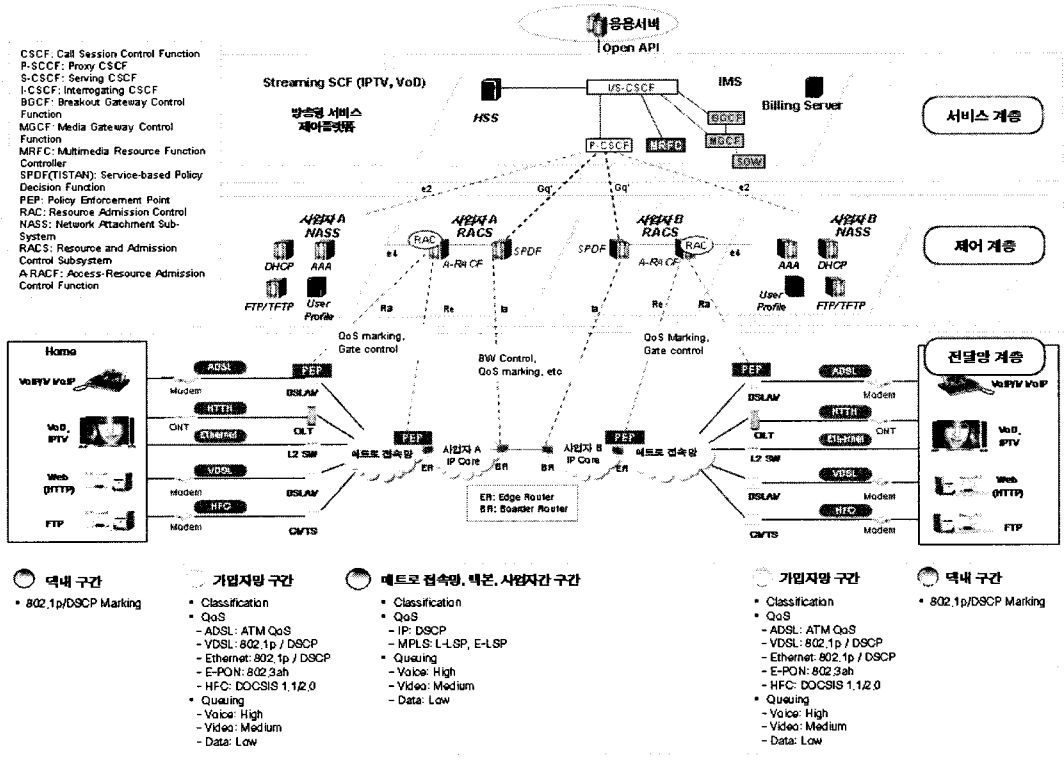 응용서버
Open API
CSCF: Call Session Control Function
P-SCCF: Proxy CSCF
S-CSCF: Serving CSCF
I-CSCF: Interrogating CSCF
BGCF: Breakout Gateway Control
Function
MGCF: Media Gateway Control
Function
MRFC: Multimedia Resource Function
Controller
SPDF(TISTAN): Service-based Policy
Decision Function
PEP: Policy Enforcement Point
RAC: Resource Admission Control
NASS: Network Attachment Sub-
System
RACS: Resource and Admission
Control Subsystem
A-RACF: Access-Resource Admission
Control Function
Streaming SCF (IPTV, VoD)
방송형 서비스
제어플랫폼
HSS
I/S-CSCF
IMS
Billing Server
BGCF
MGCF
SGW
P-CSCF
MRFC
서비스 계층
e2
Gq'
Gq'
e2
사업자 A
NASS
사업자 A
RACS
사업자 B
RACS
사업자 B
NASS
RAC
SPDF
SPDF
RAC
DHCP
AAA
e4
A-RACF
A-RACF
e4
AAA
DHCP
제어 계층
FTP/TFTP
User
Profile
User
Profile
FTP/TFTP
Ra
Re
Ia
Ia
Re
Ra
QoS marking,
Gate control
BW Control,
QoS marking, etc
QoS Marking,
Gate control
전달망 계층
Home
VoIP/V VoIP
ADSL
Modem
PEP
DSLAM
PEP
DSLAM
ADSL
Modem
VoIP/V VoIP
VoD,
IPTV
FTTH
ONT
OLT
Ethernet
L2 SW
OLT
FTTH
ONT
Ethernet
L2 SW
VoD,
IPTV
PEP
메트로 접속망
ER
사업자 A
IP Core
BR
BR
사업자 B
IP Core
PEP
ER
메트로 접속망
Web
(HTTP)
VDSL
Modem
DSLAM
DSLAM
VDSL
Modem
Web
(HTTP)
ER: Edge Router
BR: Boarder Router
FTP
HFC
Modem
CMTS
CMTS
HFC
Modem
FTP
댁내 구간
• 802.1p/DSCP Marking
가입자망 구간
• Classification
• QoS
- ADSL: ATM QoS
- VDSL: 802.1p / DSCP
- Ethernet: 802.1p / DSCP
- E-PON: 802.3ah
- HFC: DOCSIS 1.1/2.0
• Queuing
- Voice: High
- Video: Medium
- Data: Low
메트로 접속망, 백본, 사업자간 구간
• Classification
• QoS
- IP: DSCP
- MPLS: L-LSP, E-LSP
• Queuing
- Voice: High
- Video: Medium
- Data: Low
가입자망 구간
• Classification
• QoS
- ADSL: ATM QoS
- VDSL: 802.1p / DSCP
- Ethernet: 802.1p / DSCP
- E-PON: 802.3ah
- HFC: DOCSIS 1.1/2.0
• Queuing
- Voice: High
- Video: Medium
- Data: Low
댁내 구간
• 802.1p/DSCP Marking